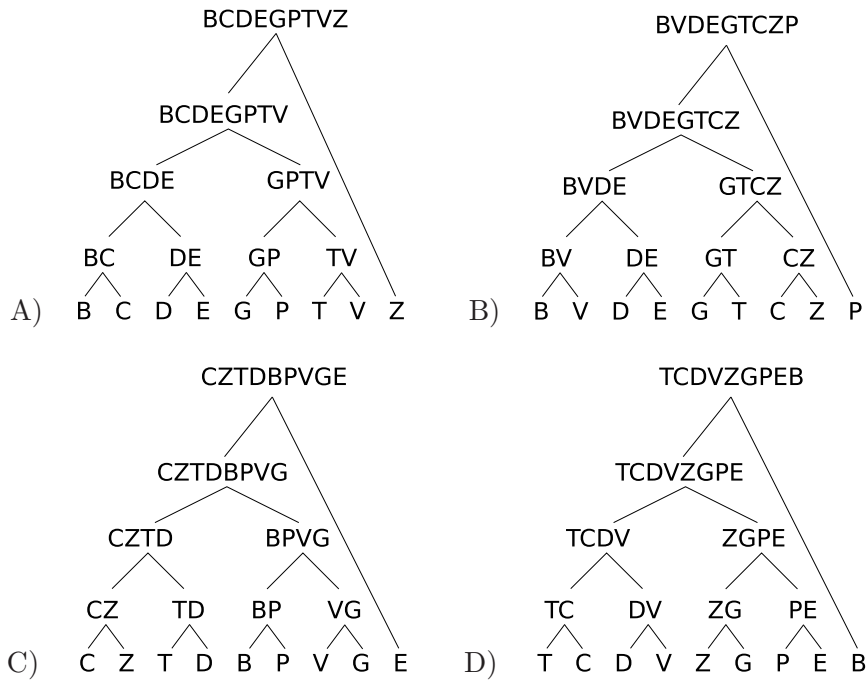 BCDEGPTVZ
BCDEGPTV
BCDE GPTV
BC DE GP TV
A) B C D E G P T V Z
BVDEGTCZP
BVDEGTCZ
BVDE GTCZ
BV DE GT CZ
B) B V D E G T C Z P
CZTDBPVGE
CZTDBPVG
CZTD BPVG
CZ TD BP VG
C) C Z T D B P V G E
TCDVZGPEB
TCDVZGPE
TCDV ZGPE
TC DV ZG PE
D) T C D V Z G P E B